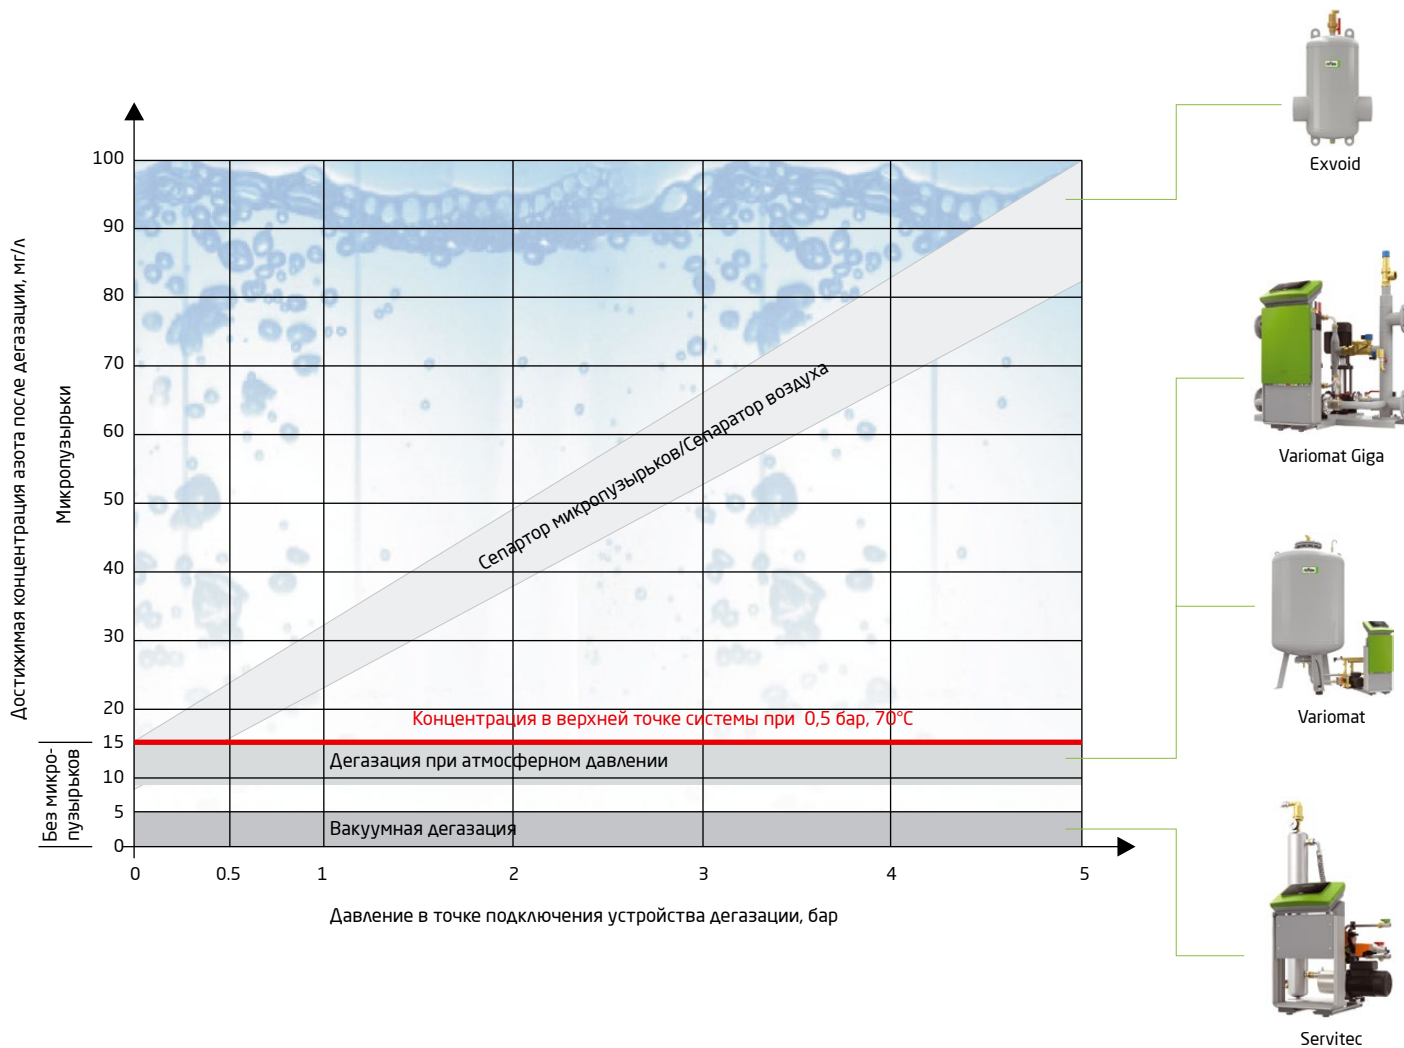 Достижимая концентрация азота после дегазации, мг/л
Микропузырьки
Без микро-
пузырьков
100
90
80
70
60
50
40
30
20
15
10
5
0
Сепартор микропузырьков/Сепаратор воздуха
Концентрация в верхней точке системы при 0,5 бар, 70°C
Дегазация при атмосферном давлении
Вакуумная дегазация
0 0.5 1 2 3 4 5
Давление в точке подключения устройства дегазации, бар
Exvoid
Variomat Giga
Variomat
Servitec